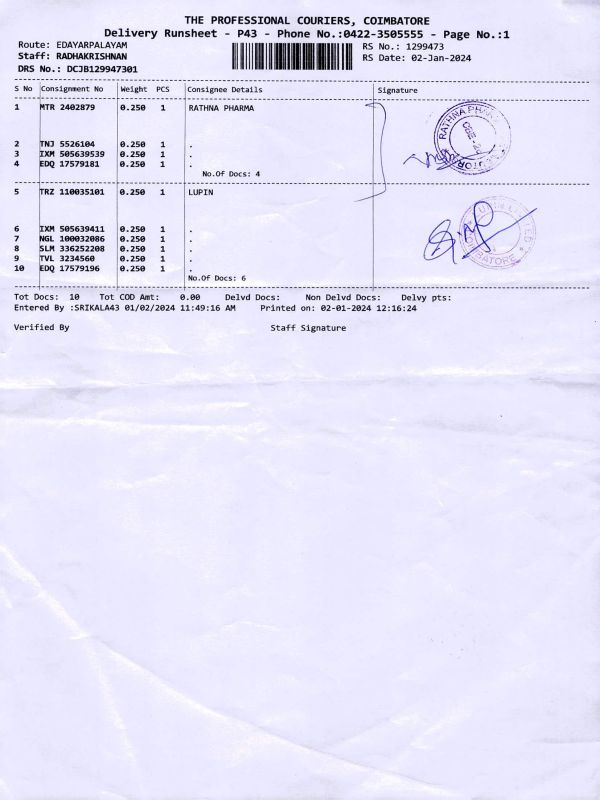 THE PROFESSIONAL COURIERS, COIMBATORE
Delivery Runsheet - P43 - Phone No.:0422-3505555 - Page No.:1
Route: EDAYARPALAYAM RS No.: 1299473
Staff: RADHAKRISHNAN RS Date: 02-Jan-2024
DRS No.: DCJB129947301
S No Consignment No Weight PCS Consignee Details Signature
1 MTR 2402879 0.250 1 RATHNA PHARMA
RATHNA PHAR
2 TNJ 5526104 0.250 1 .
3 IXM 505639539 0.250 1 .
4 EDQ 17579181 0.250 1 .
No.Of Docs: 4
5 TRZ 110035101 0.250 1 LUPIN
6 IXM 505639411 0.250 1 .
7 NGL 100032086 0.250 1 .
8 SLM 336252208 0.250 1 .
9 TVL 3234560 0.250 1 .
10 EDQ 17579196 0.250 1 .
No.Of Docs: 6
Tot Docs: 10 Tot COD Amt: 0.00 Delvd Docs: Non Delvd Docs: Delvy pts:
Entered By :SRIKALA43 01/02/2024 11:49:16 AM Printed on: 02-01-2024 12:16:24
Verified By Staff Signature